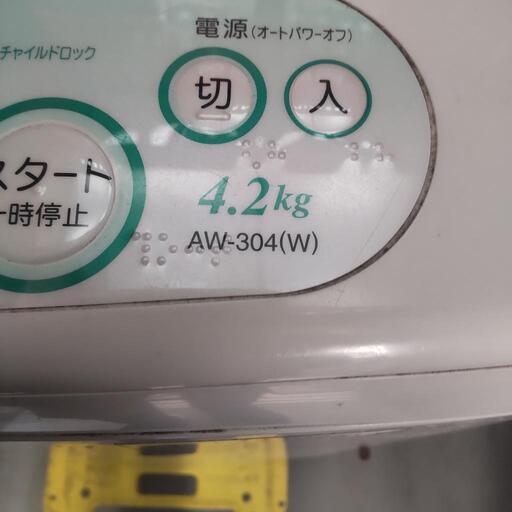 電源(オートパワーオフ)
チャイルドロック
切 入
スタート
一時停止
4.2kg
AW-304(W)